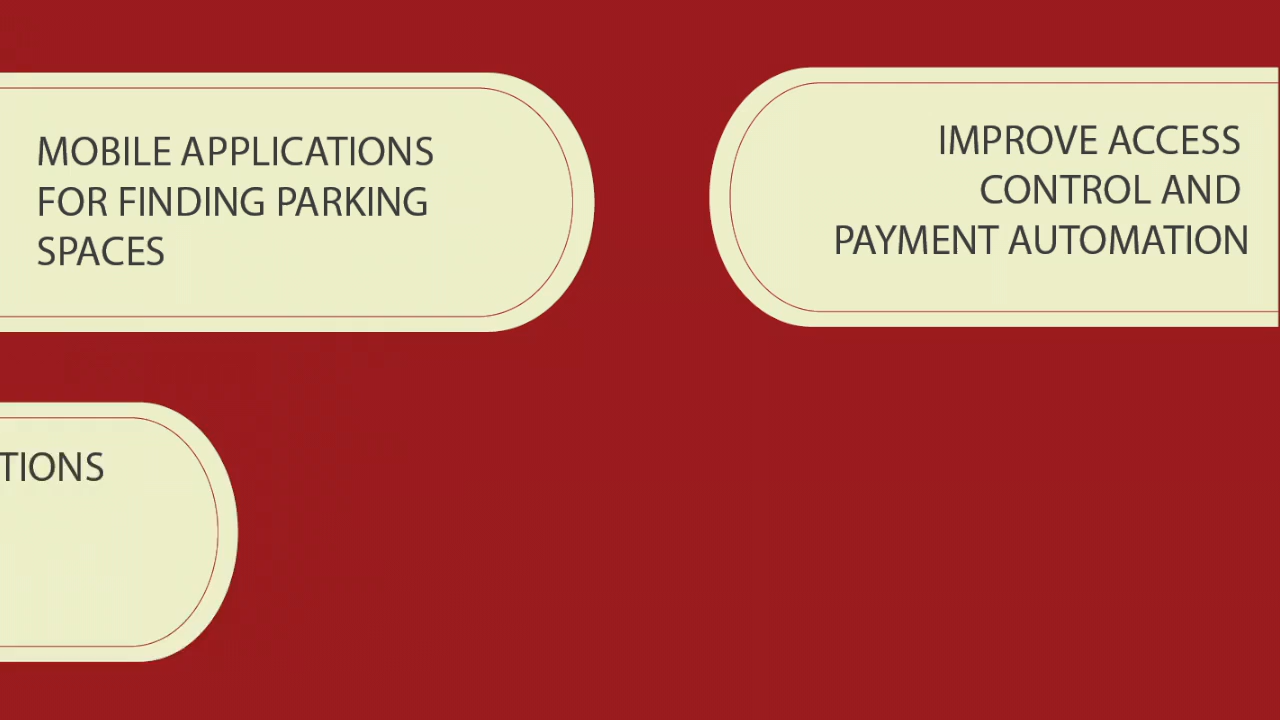 MOBILE APPLICATIONS
FOR FINDING PARKING
SPACES
IMPROVE ACCESS
CONTROL AND
PAYMENT AUTOMATION
TIONS